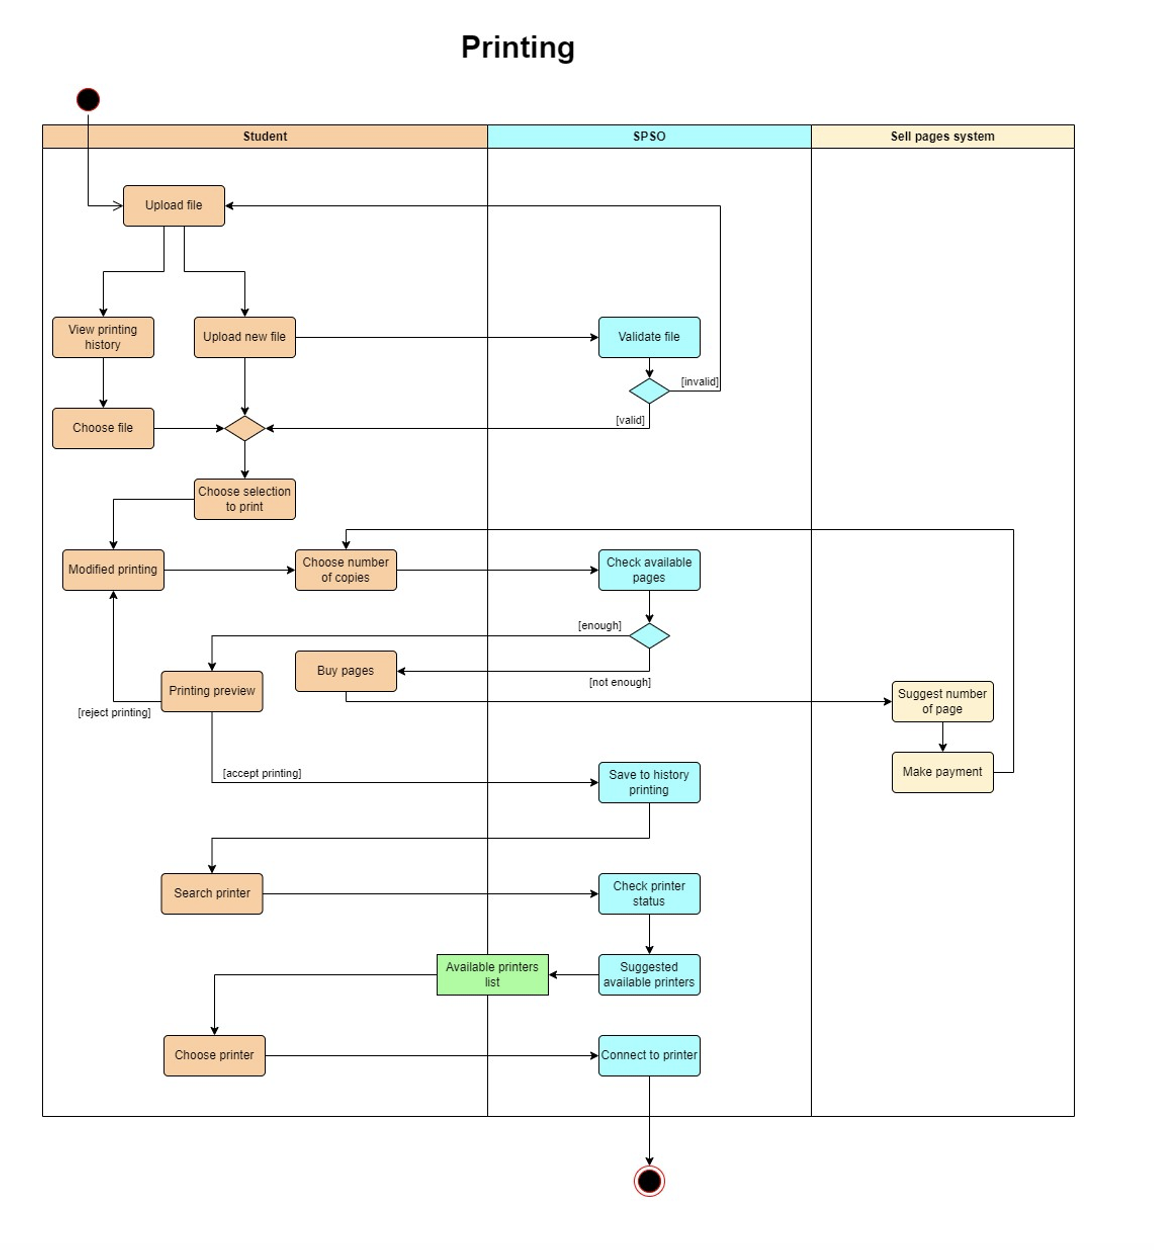 Printing
Student
SPSO
Sell pages system
Upload file
View printing
history
Upload new file
Validate file
[invalid]
Choose file
[valid]
Choose selection
to print
Modified printing
Choose number
of copies
Check available
pages
[enough]
Buy pages
[not enough]
Printing preview
[reject printing]
Suggest number
of page
[accept printing]
Save to history
printing
Make payment
Search printer
Check printer
status
Available printers
list
Suggested
available printers
Choose printer
Connect to printer